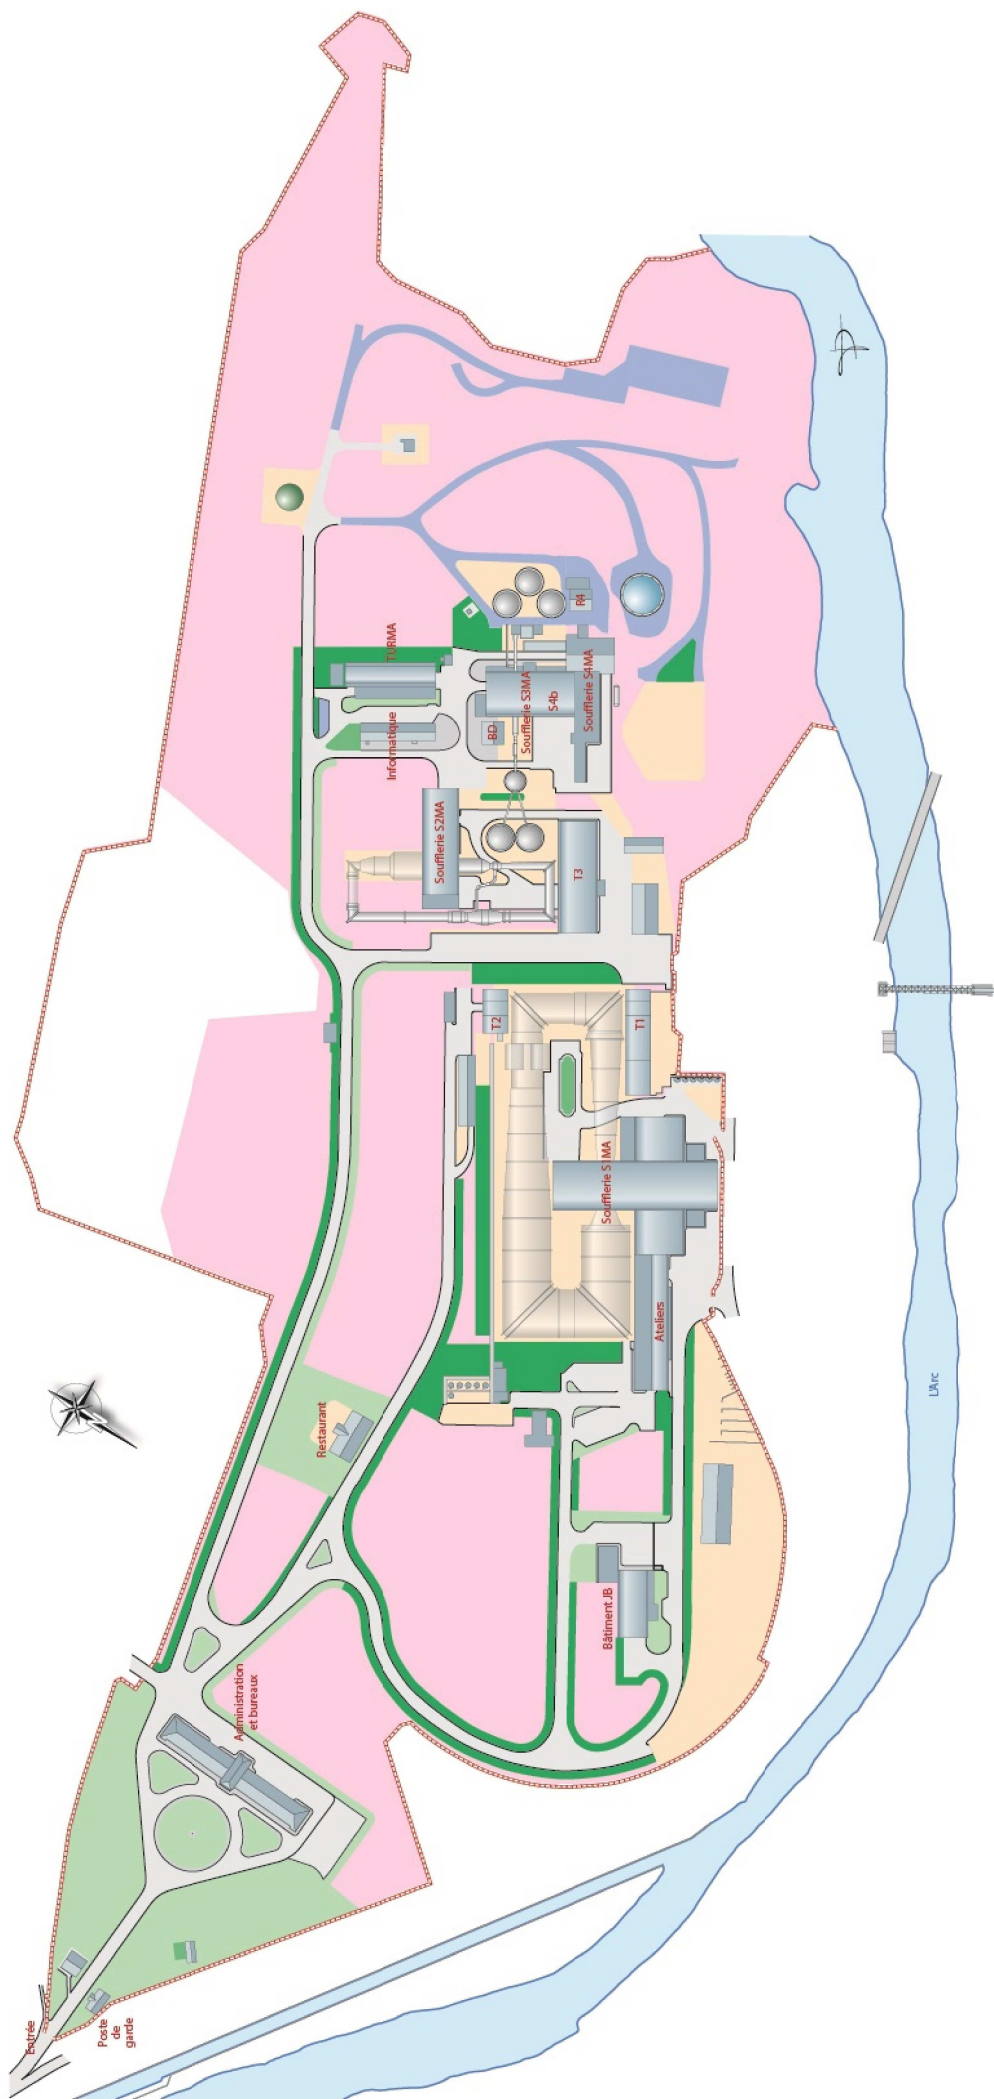 Entrée
Poste
de
garde
Administration
et bureaux
Restaurant
Bâtiment JB
Ateliers
Soufflerie S1MA
T1
T2
T3
Soufflerie S2MA
Informatique
TURMA
BD
Soufflerie S3MA
S4b
Soufflerie S4MA
R4
L'Arc